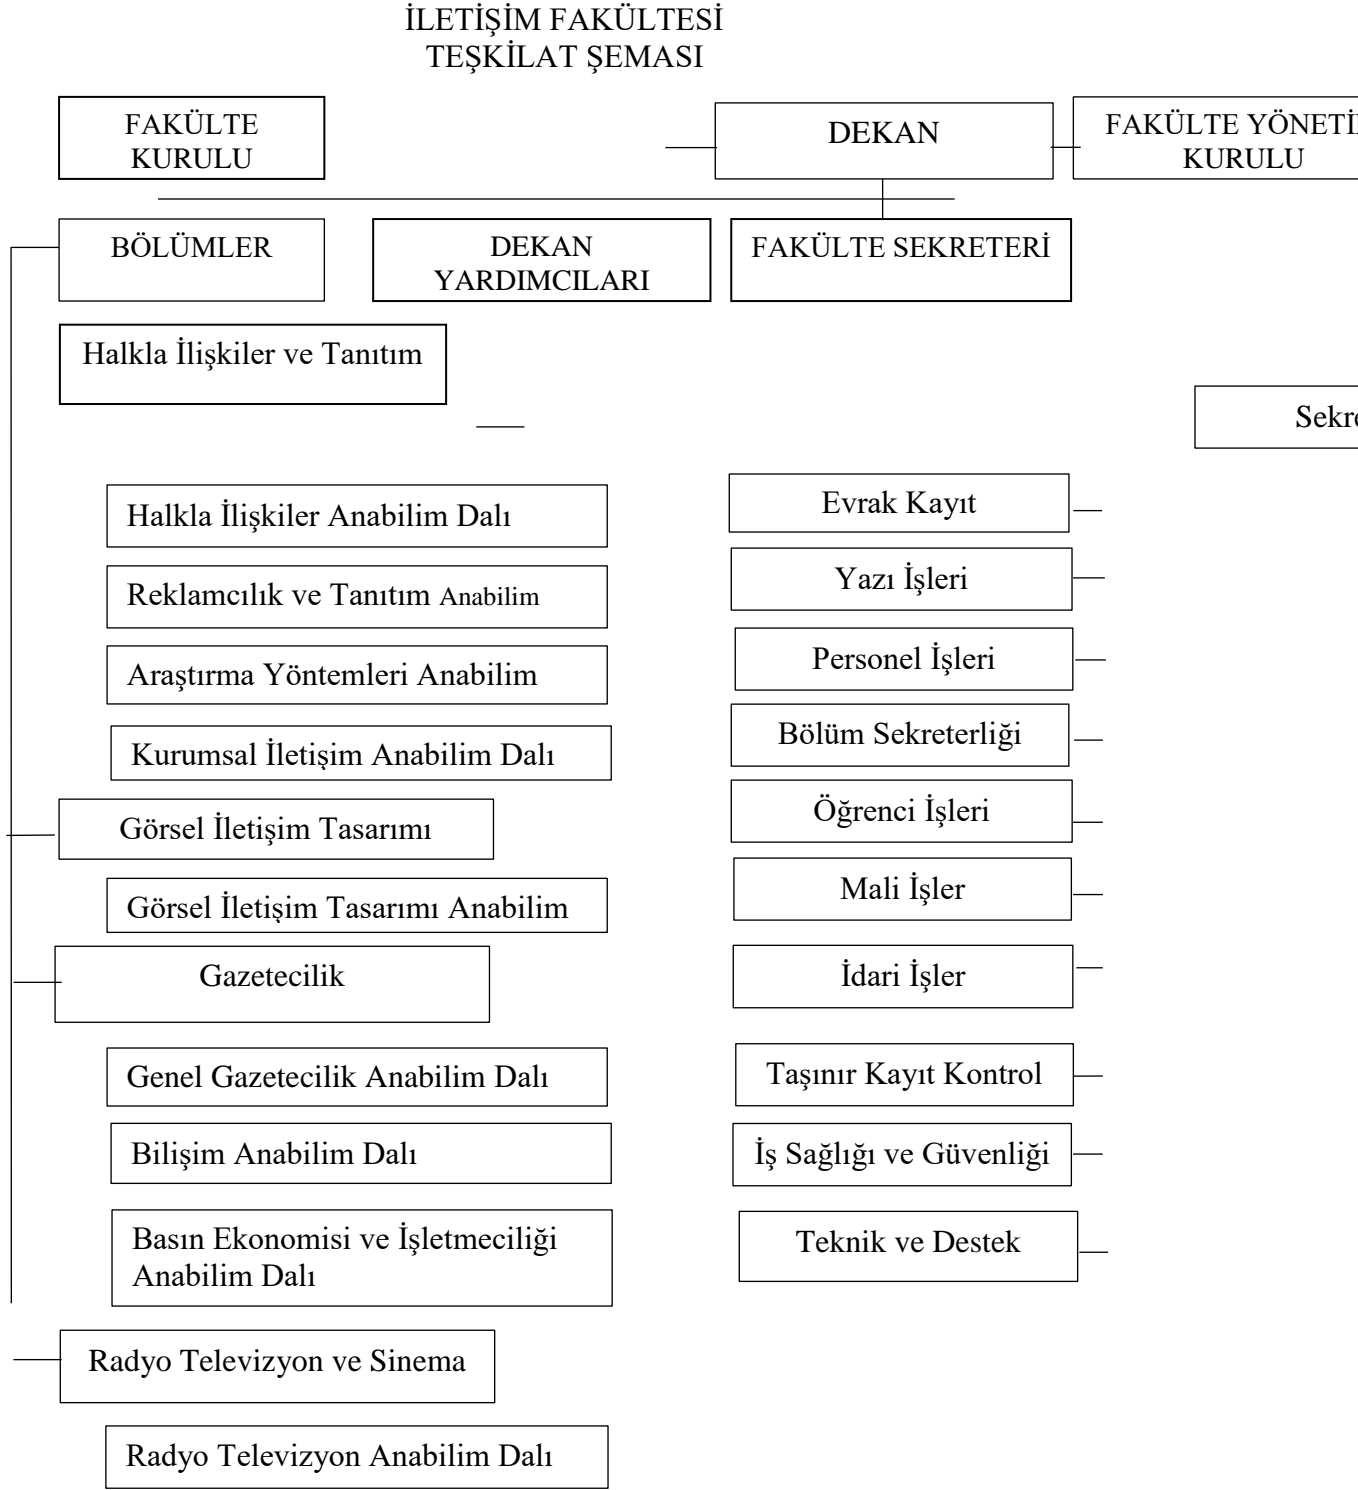 İLETİŞİM FAKÜLTESİ
TEŞKİLAT ŞEMASI
FAKÜLTE
KURULU
DEKAN
FAKÜLTE
KURULU
BÖLÜMLER
DEKAN
YARDIMCILARI
FAKÜLTE SEKRETERİ
Halkla İlişkiler ve Tanıtım
Halkla İlişkiler Anabilim Dalı
Reklamcılık ve Tanıtım Anabilim
Araştırma Yöntemleri Anabilim
Kurumsal İletişim Anabilim Dalı
Görsel İletişim Tasarımı
Görsel İletişim Tasarımı Anabilim
Gazetecilik
Genel Gazetecilik Anabilim Dalı
Bilişim Anabilim Dalı
Basın Ekonomisi ve İşletmeciliği
Anabilim Dalı
Radyo Televizyon ve Sinema
Radyo Televizyon Anabilim Dalı
Evrak Kayıt
Yazı İşleri
Personel İşleri
Bölüm Sekreterliği
Öğrenci İşleri
Mali İşler
İdari İşler
Taşınır Kayıt Kontrol
İş Sağlığı ve Güvenliği
Teknik ve Destek